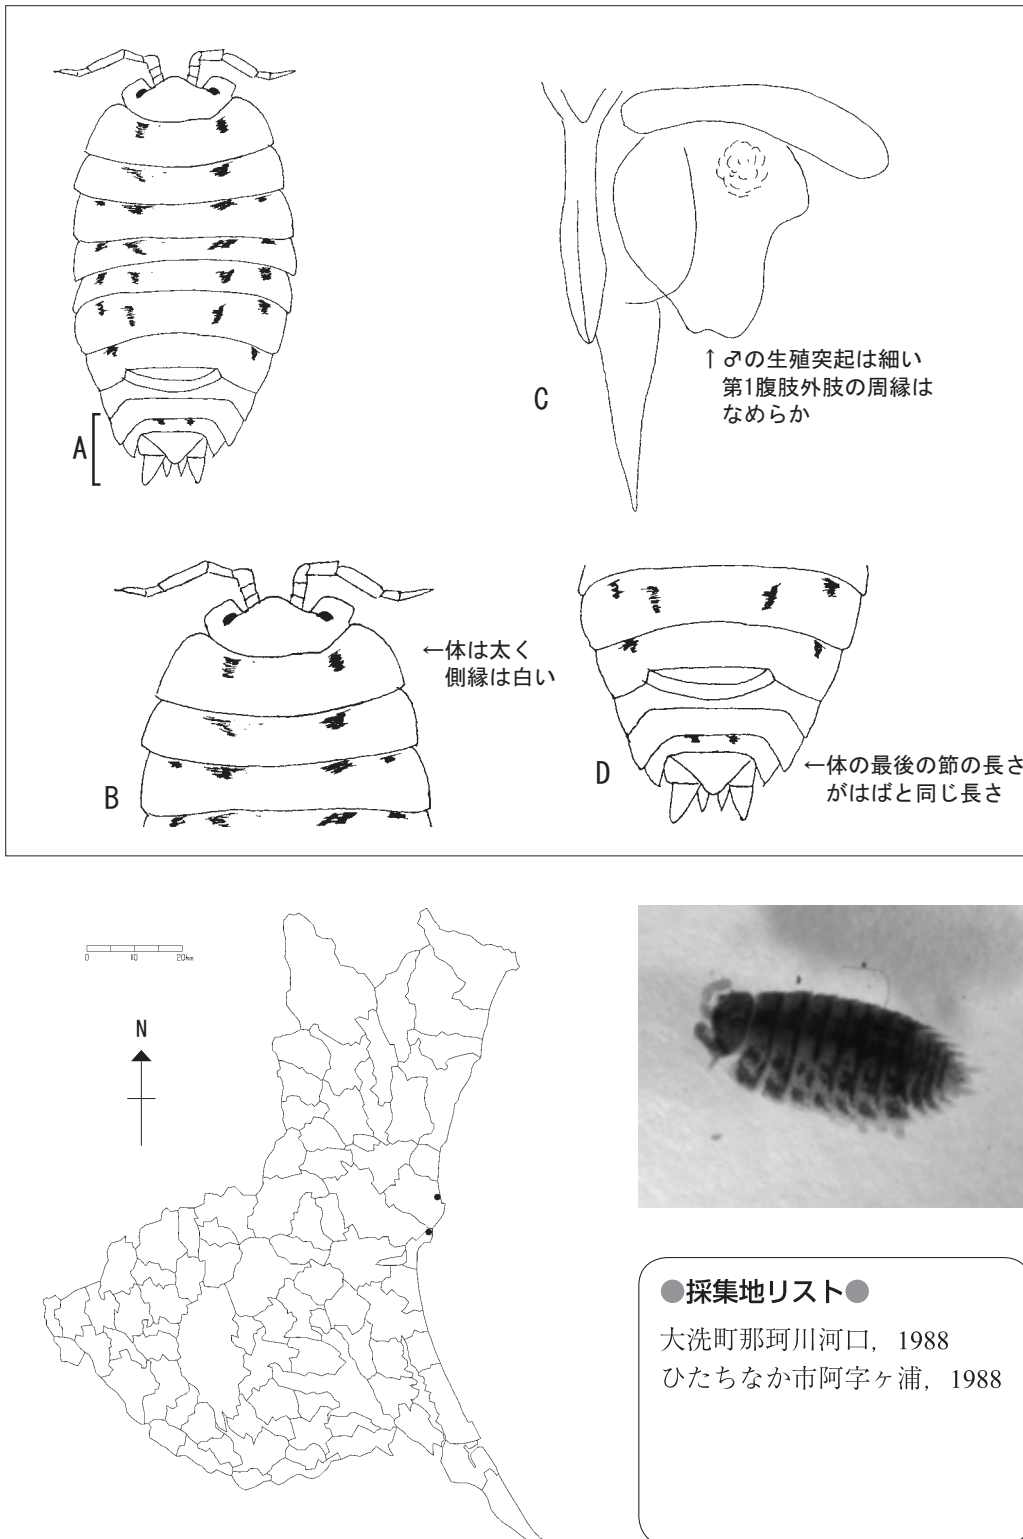 A
C
↑♂の生殖突起は細い
第1腹肢外肢の周縁は
なめらか
B
←体は太く
側縁は白い
D
←体の最後の節の長さ
がはばと同じ長さ
0 10 20km
N
●採集地リスト●
大洗町那珂川河口，1988
ひたちなか市阿字ヶ浦，1988